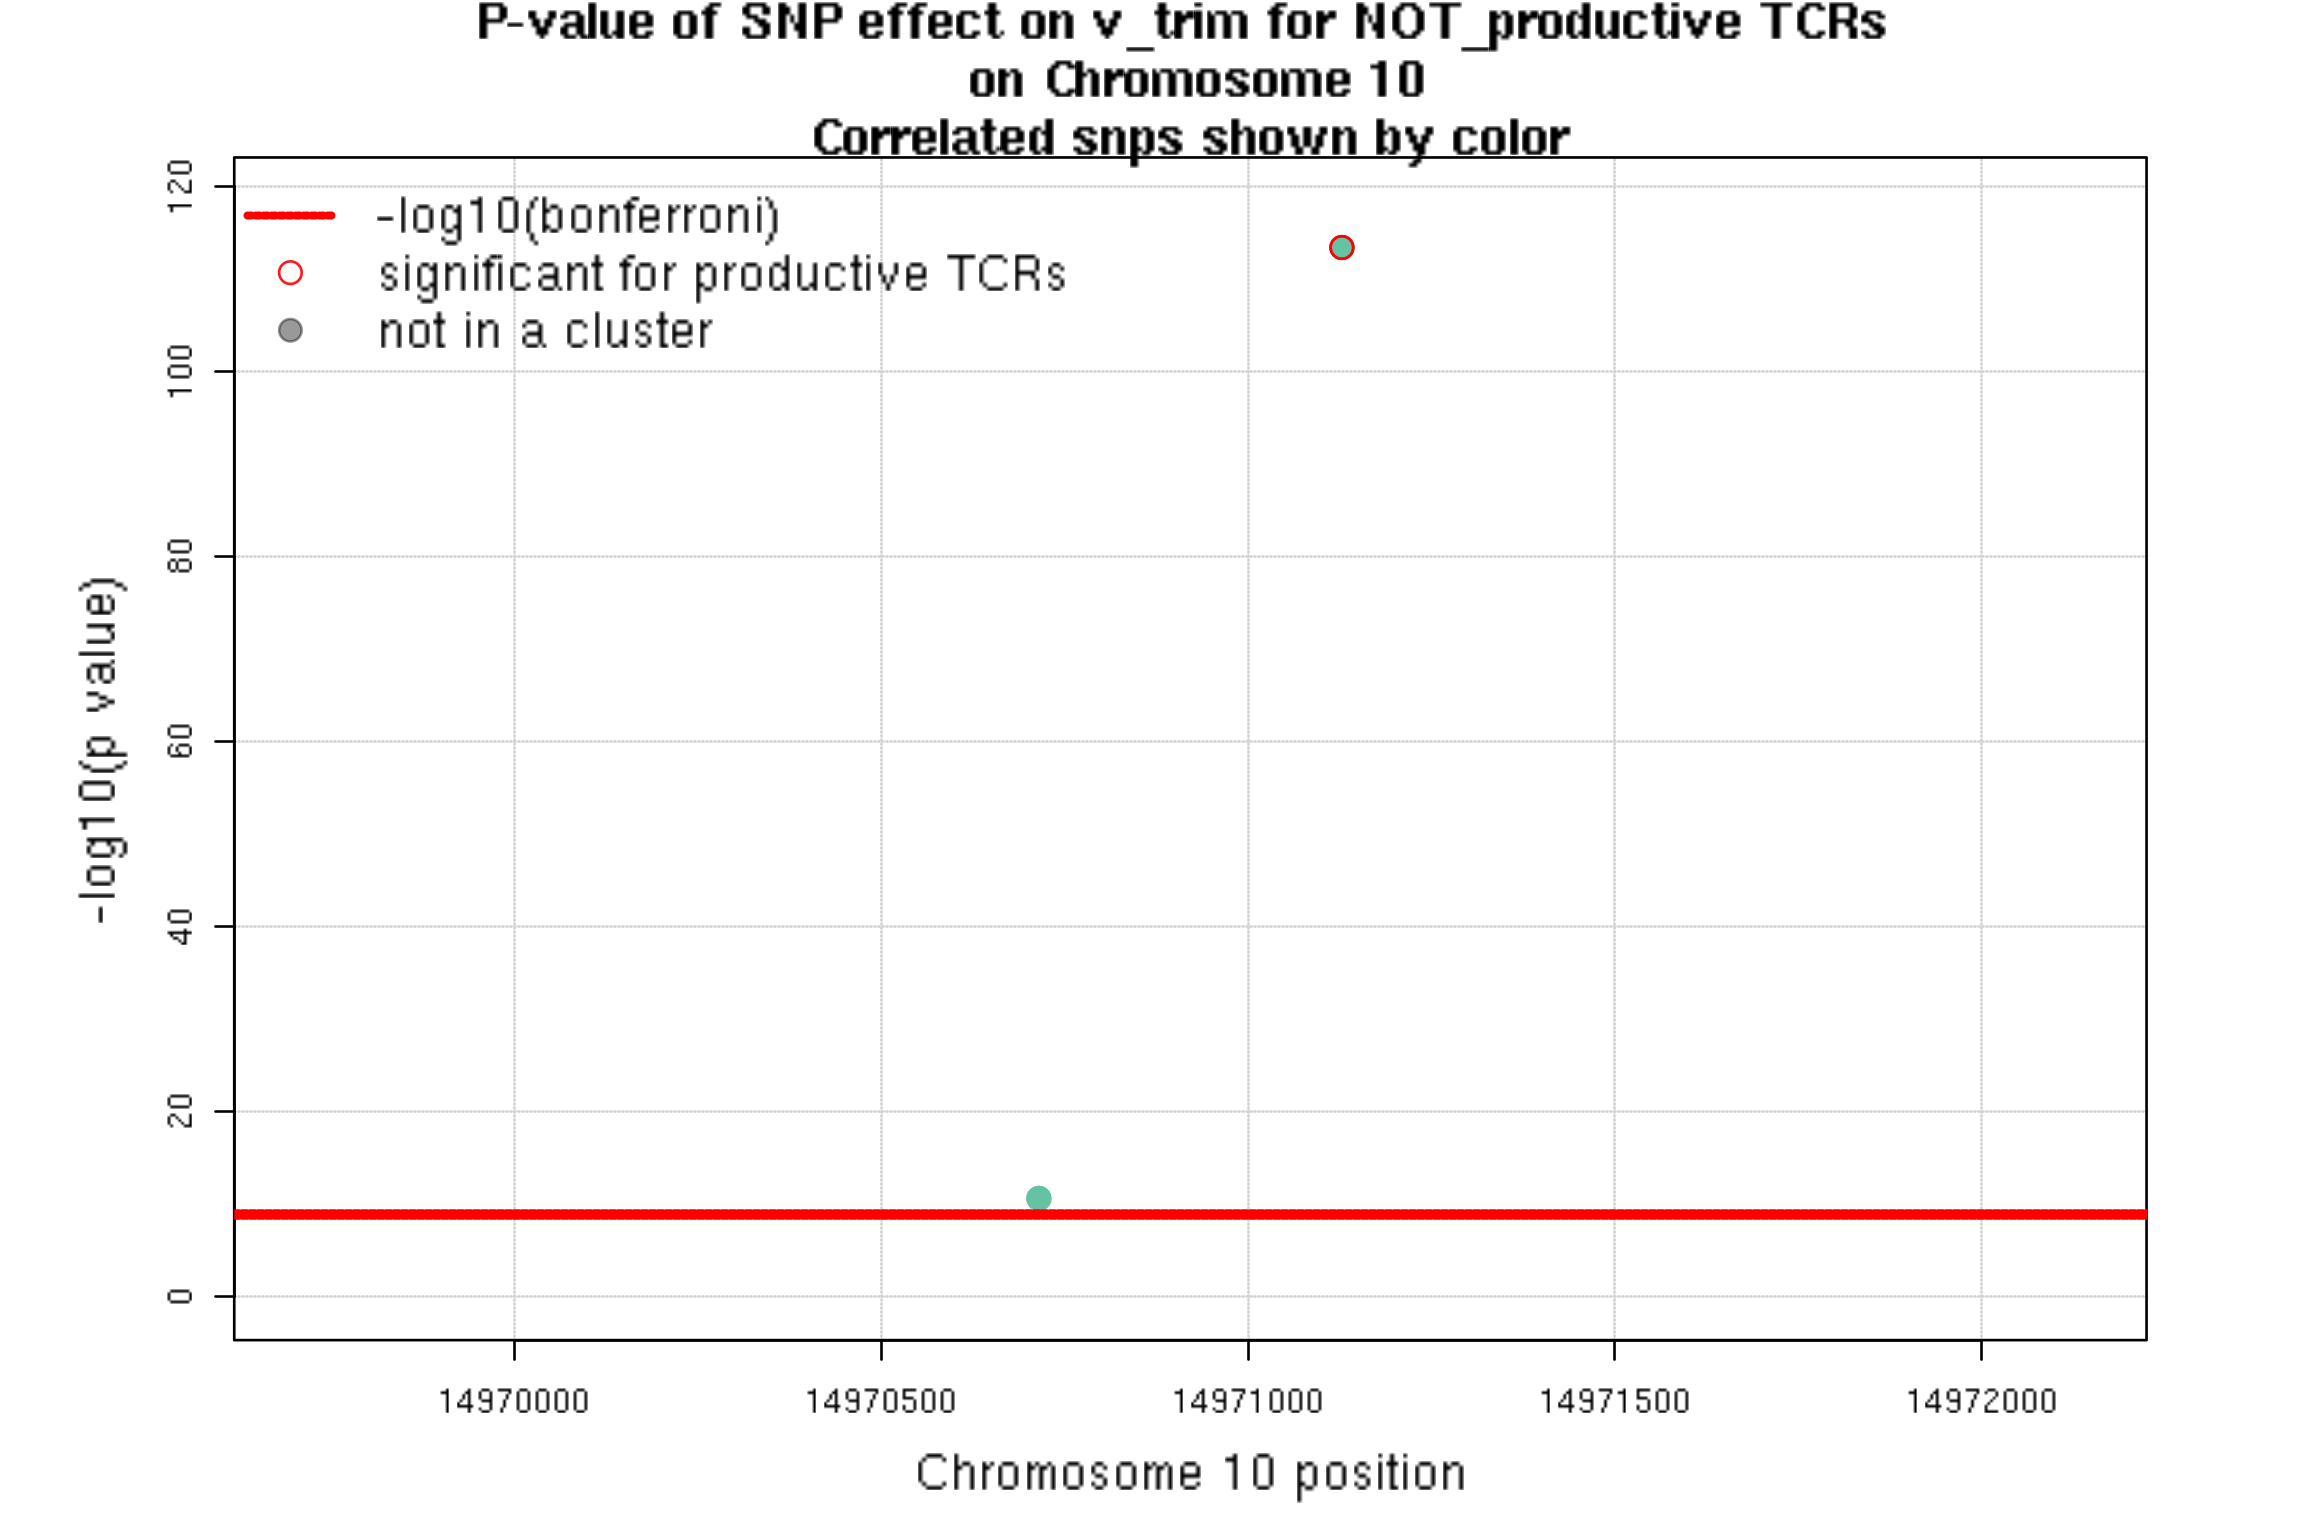 P-value of SNP effect on v_trim for NOT_productive TCRs
on Chromosome 10
Correlated snps shown by color
-log10(bonferroni)
significant for productive TCRs
not in a cluster
120
100
80
60
40
20
0
-log10(p value)
14970000 14970500 14971000 14971500 14972000
Chromosome 10 position